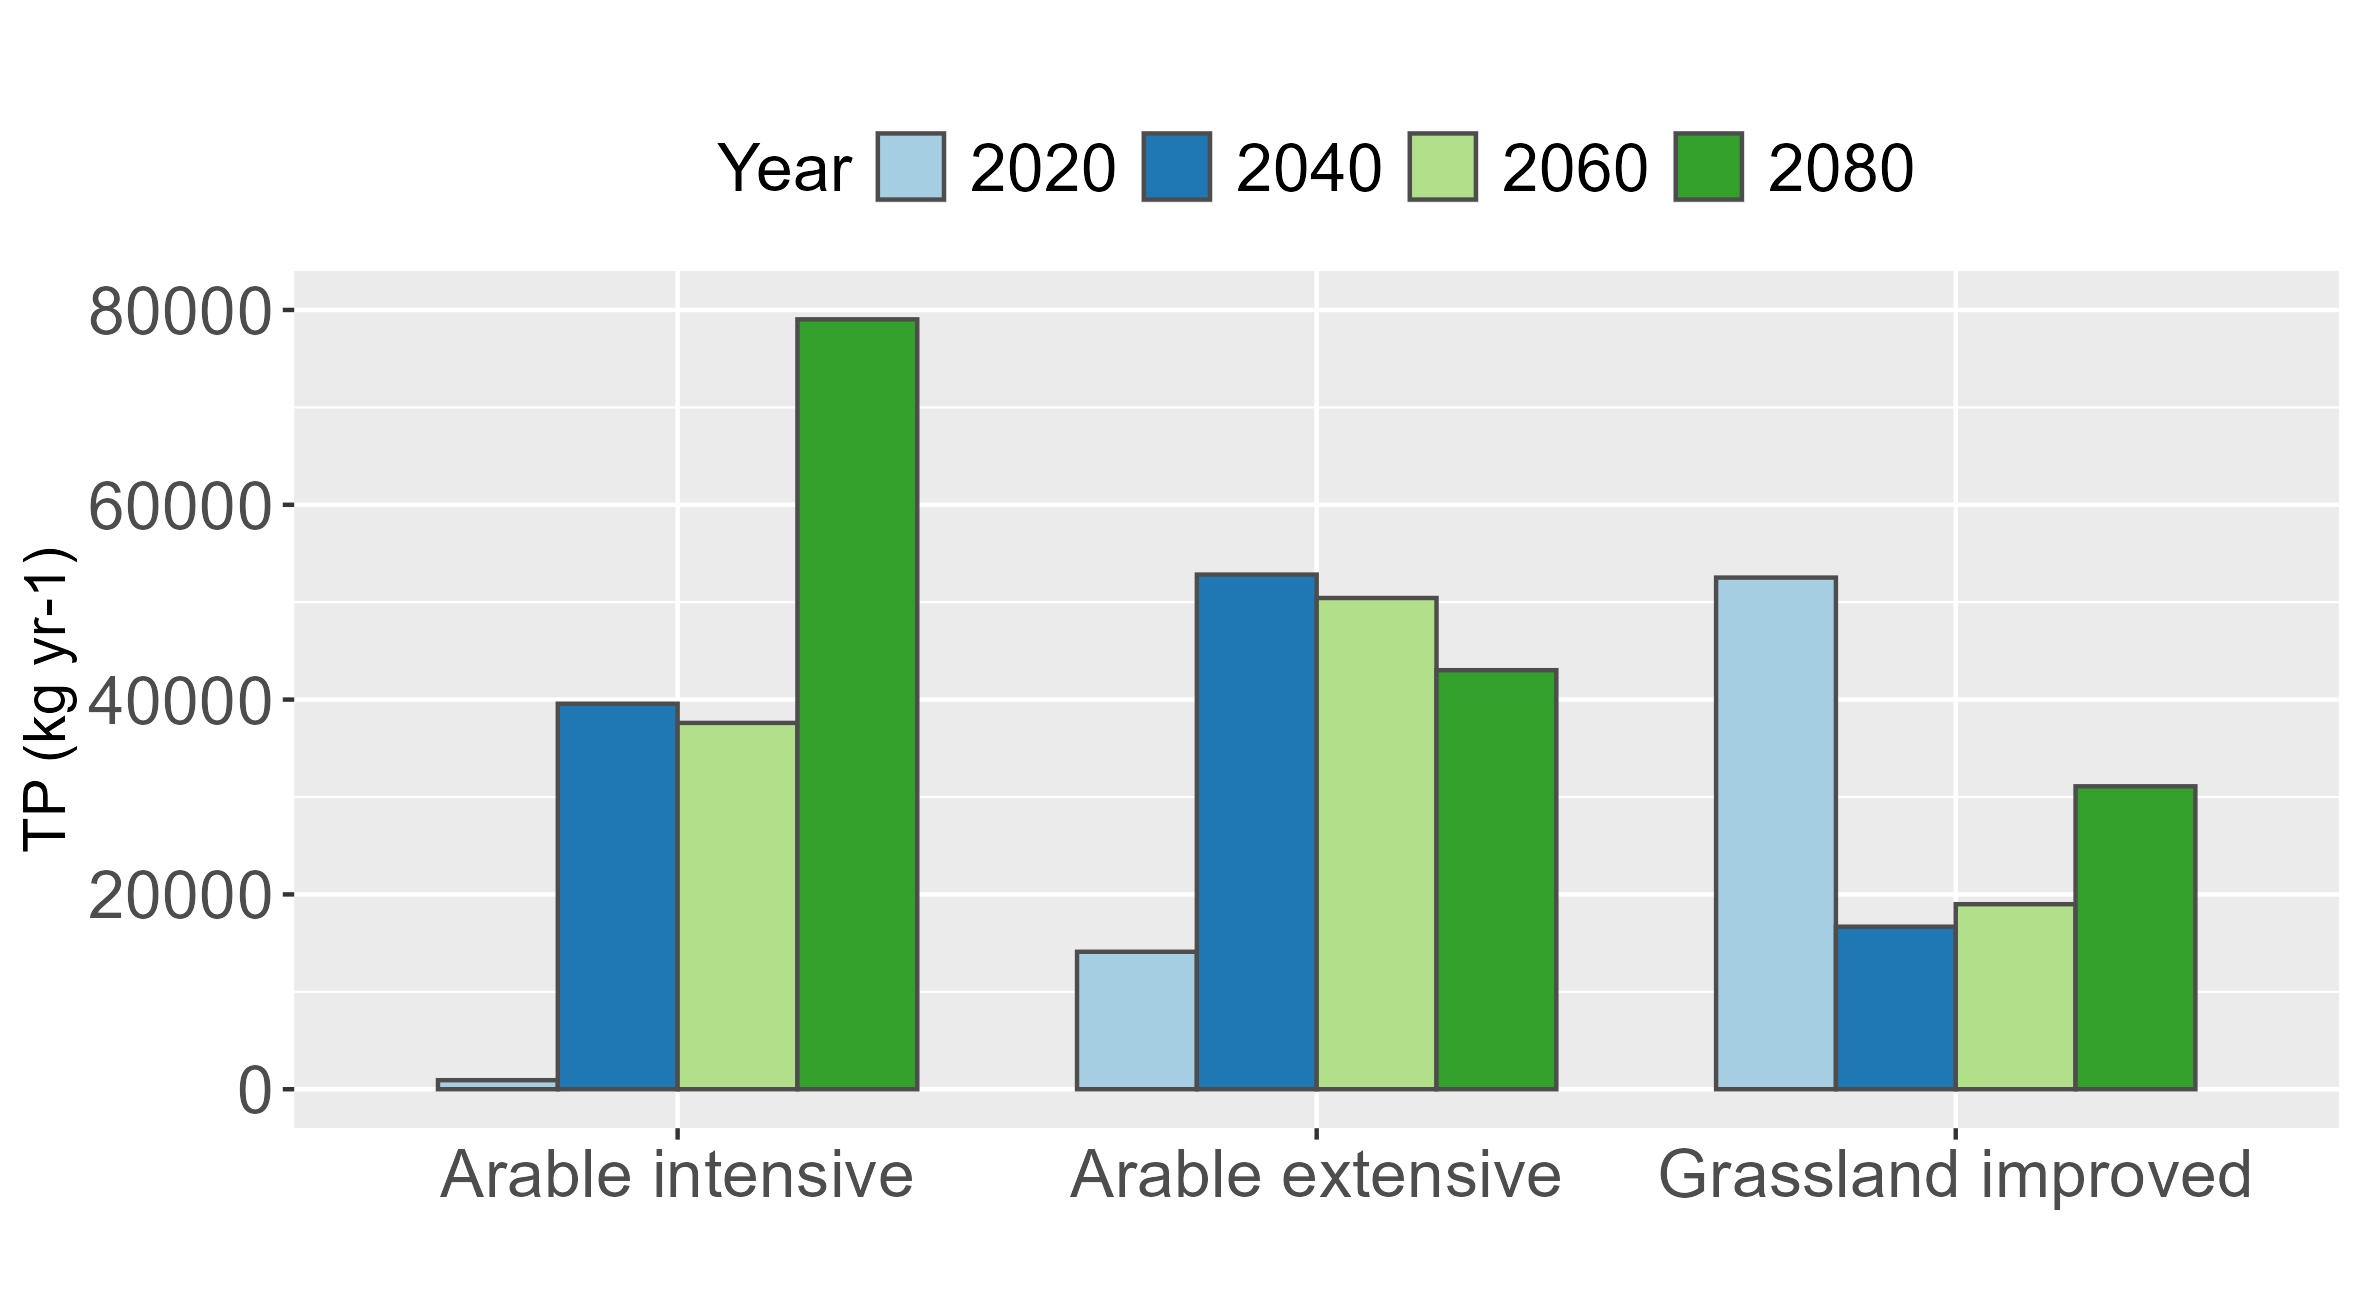 Year 2020 2040 2060 2080
80000
60000
40000
20000
0
TP (kg yr-1)
Arable intensive Arable extensive Grassland improved